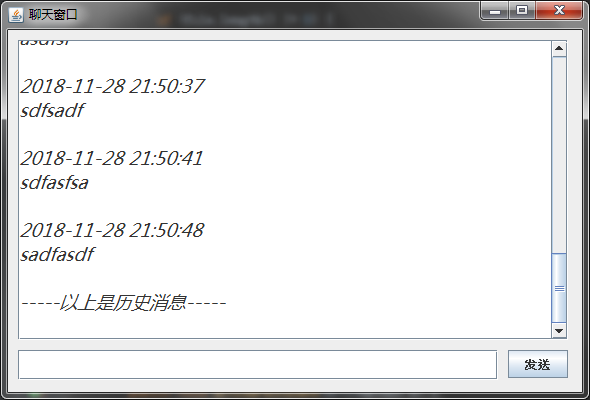 聊天窗口
2018-11-28 21:50:37
sdfsadf
2018-11-28 21:50:41
sdfasfsa
2018-11-28 21:50:48
sadfasdf
-----以上是历史消息-----
发送